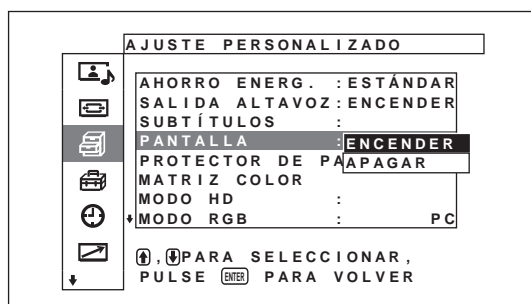 AJUSTE PERSONALIZADO
AHORRO ENERG. :ESTÁNDAR
SALIDA ALTAVOZ:ENCENDER
SUBTÍTULOS :
PANTALLA :ENCENDER
PROTECTOR DE PA APAGAR
MATRIZ COLOR
MODO HD :
MODO RGB : PC
, PARA SELECCIONAR,
PULSE ENTER PARA VOLVER